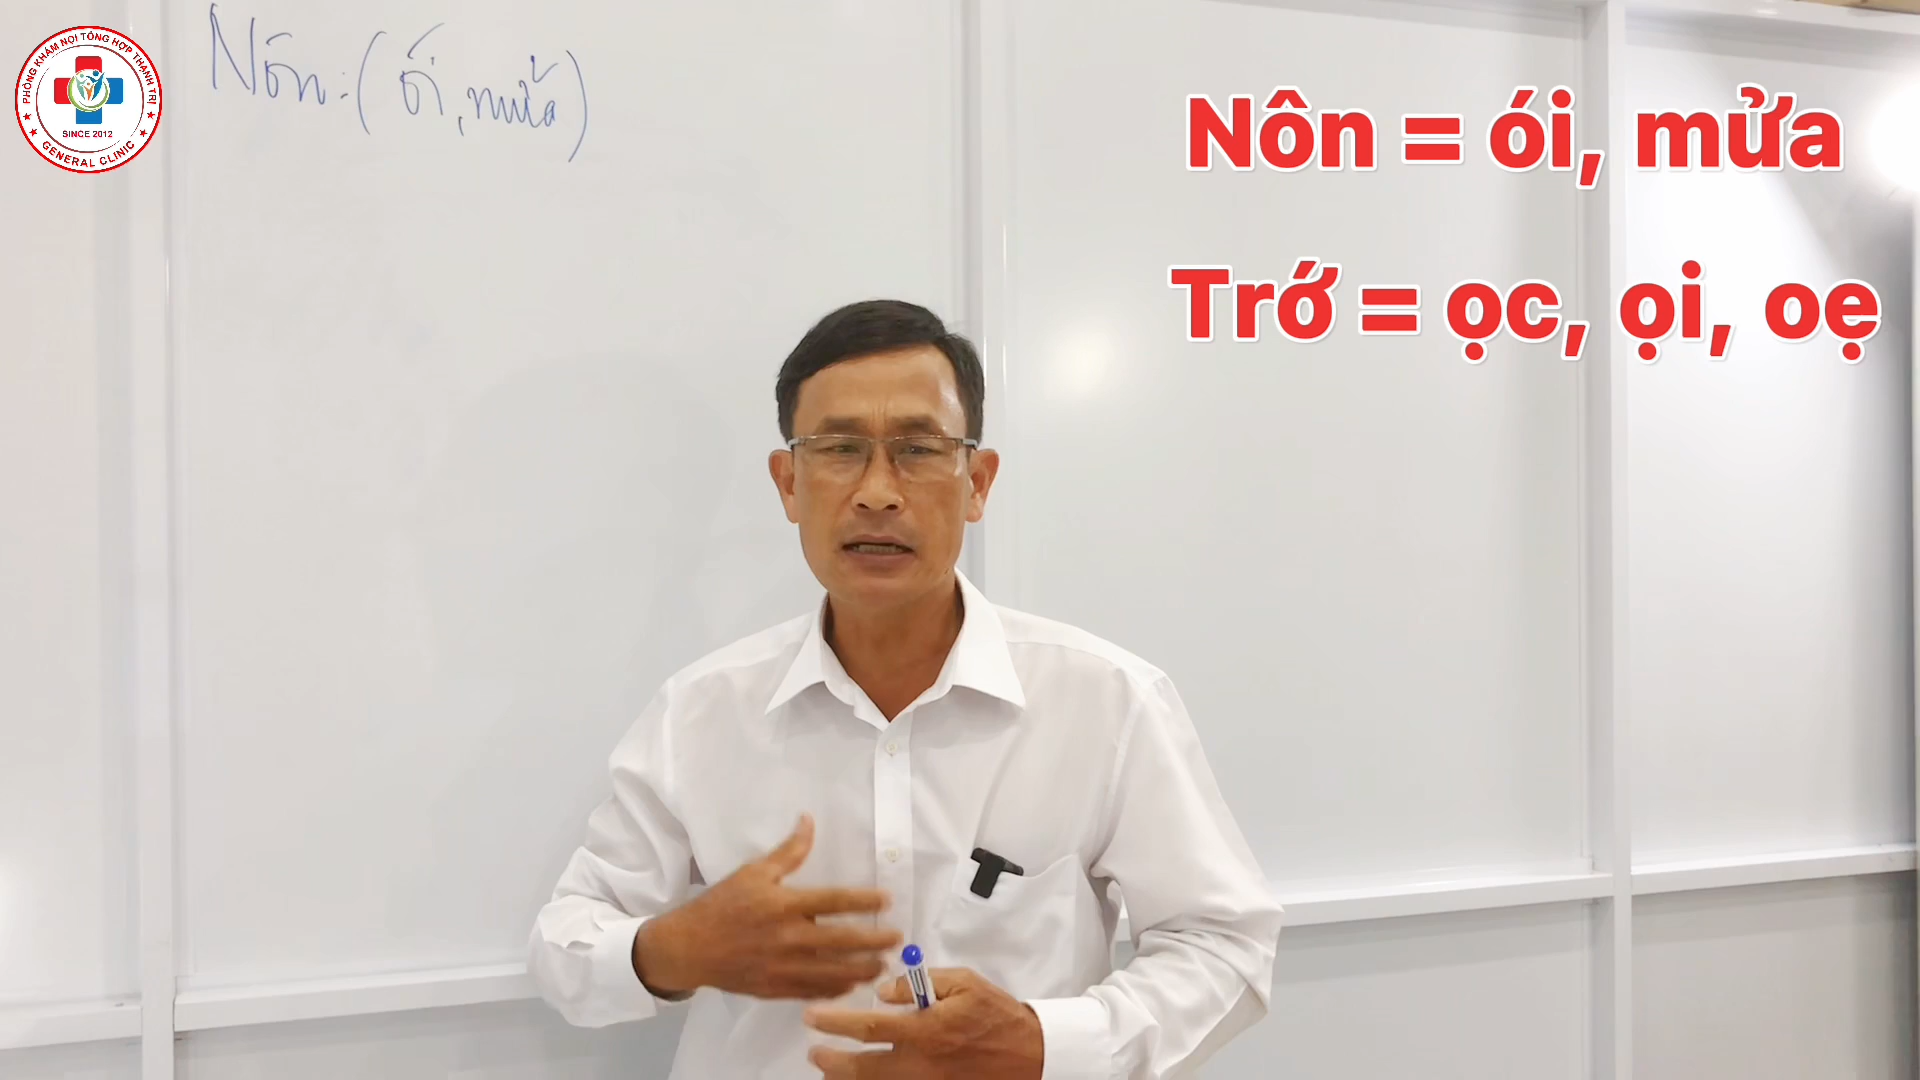 PHÒNG KHÁM NỘI TỔNG HỢP THANH TRỊ
SINCE 2012
GENERAL CLINIC
Nôn: (ói, mửa)
Nôn = ói, mửa
Trớ = ọc, ọi, oẹ